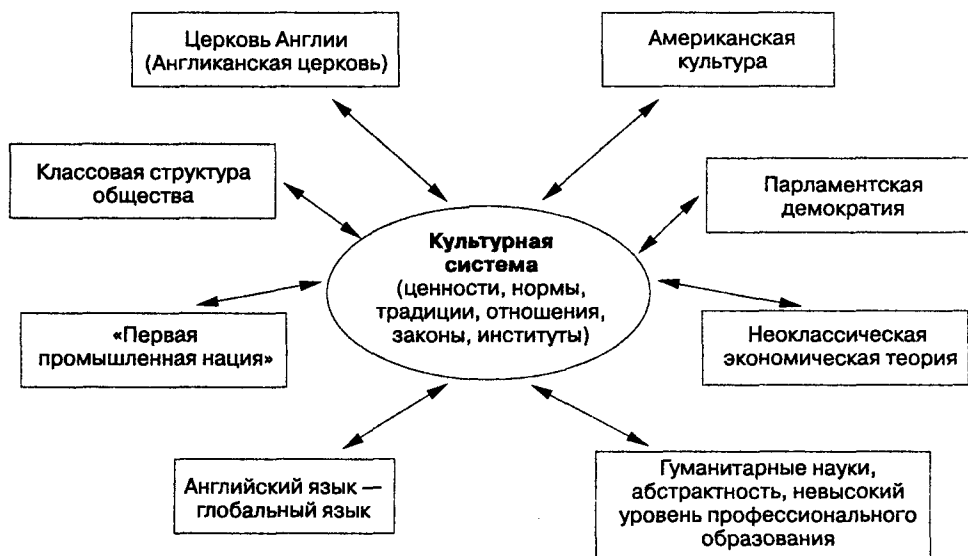 Церковь Англии
(Англиканская церковь)
Американская
культура
Классовая структура
общества
Парламентская
демократия
Культурная
система
(ценности, нормы,
традиции, отношения,
законы, институты)
«Первая
промышленная нация»
Неоклассическая
экономическая теория
Английский язык —
глобальный язык
Гуманитарные науки,
абстрактность, невысокий
уровень профессионального
образования